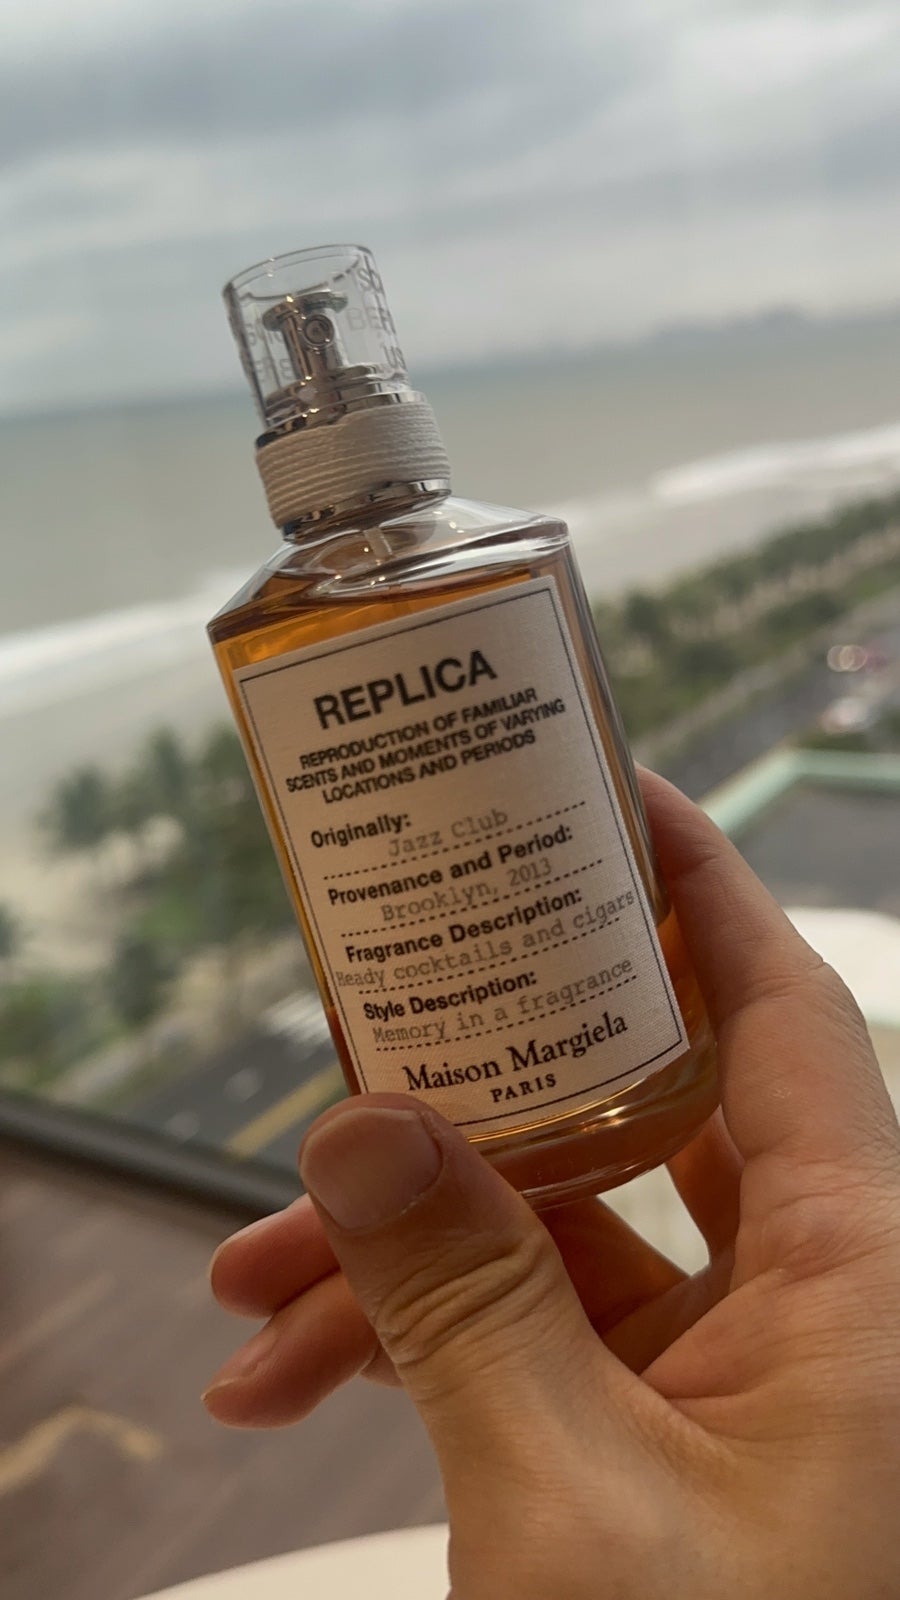 REPLICA
REPRODUCTION OF FAMILIAR
SCENTS AND MOMENTS OF VARYING
LOCATIONS AND PERIODS
Originally:
Jazz Club
Provenance and Period:
Brooklyn, 2013
Fragrance Description:
Heady cocktails and cigars
Style Description:
Memory in a fragrance
Maison Margiela
PARIS